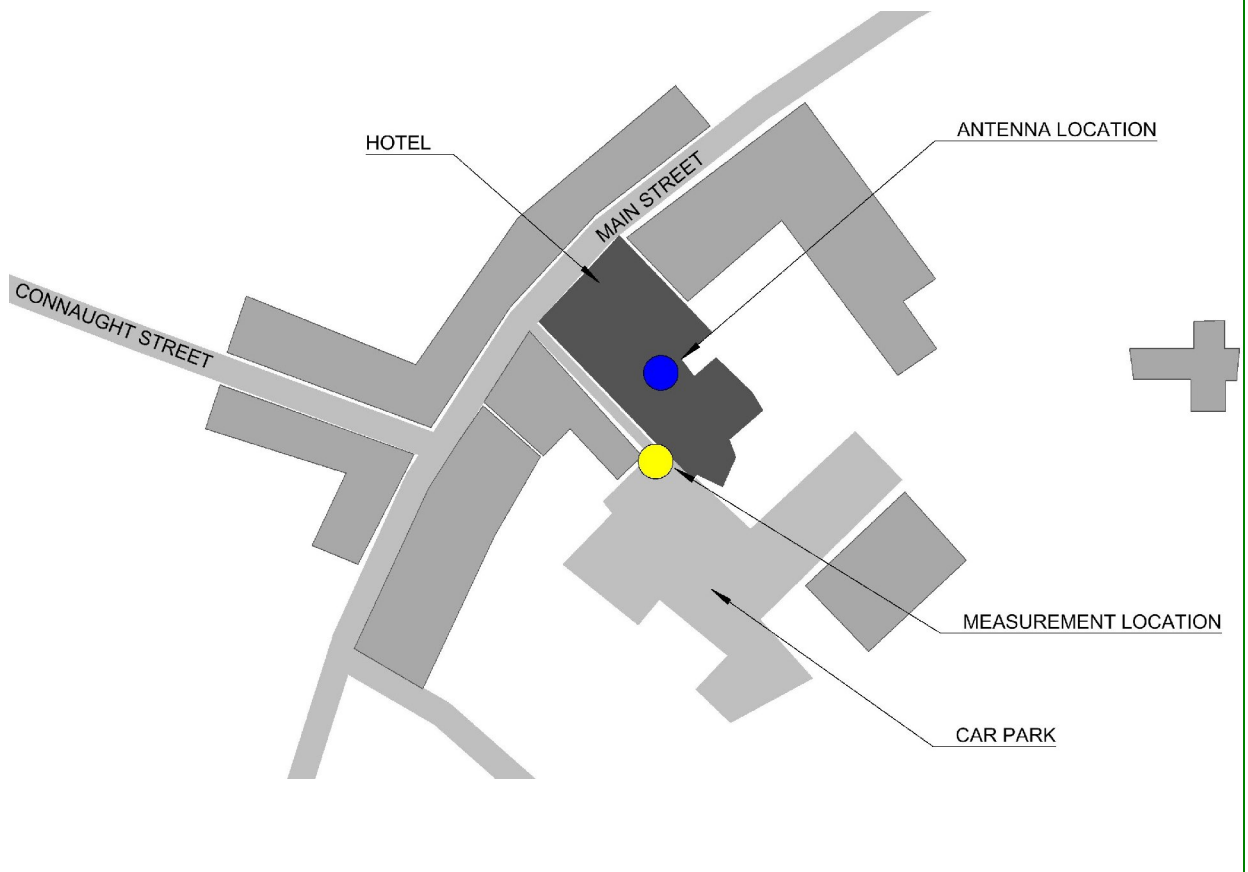 HOTEL
ANTENNA LOCATION
MAIN STREET
CONNAUGHT STREET
MEASUREMENT LOCATION
CAR PARK